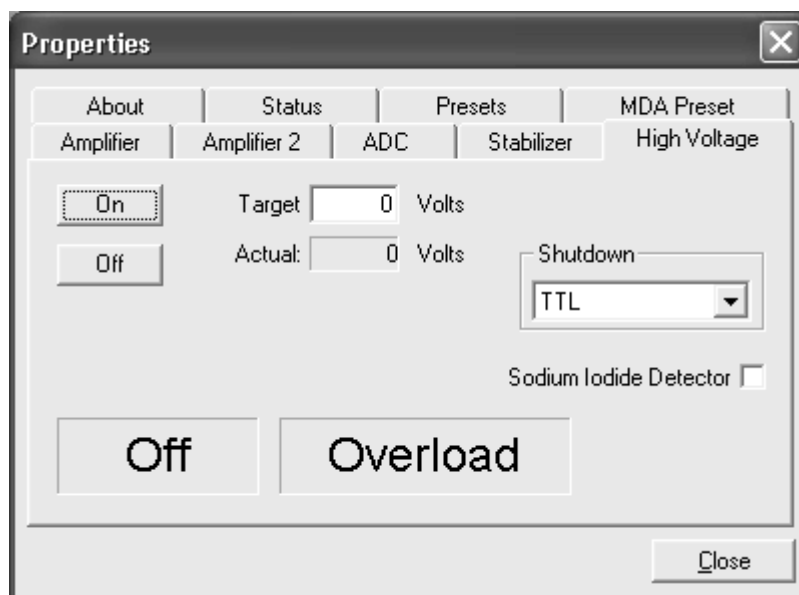 Properties
About Status Presets MDA Preset
Amplifier Amplifier 2 ADC Stabilizer High Voltage
On Target 0 Volts
Off Actual: 0 Volts
Shutdown
TTL
Sodium Iodide Detector
Off Overload
Close